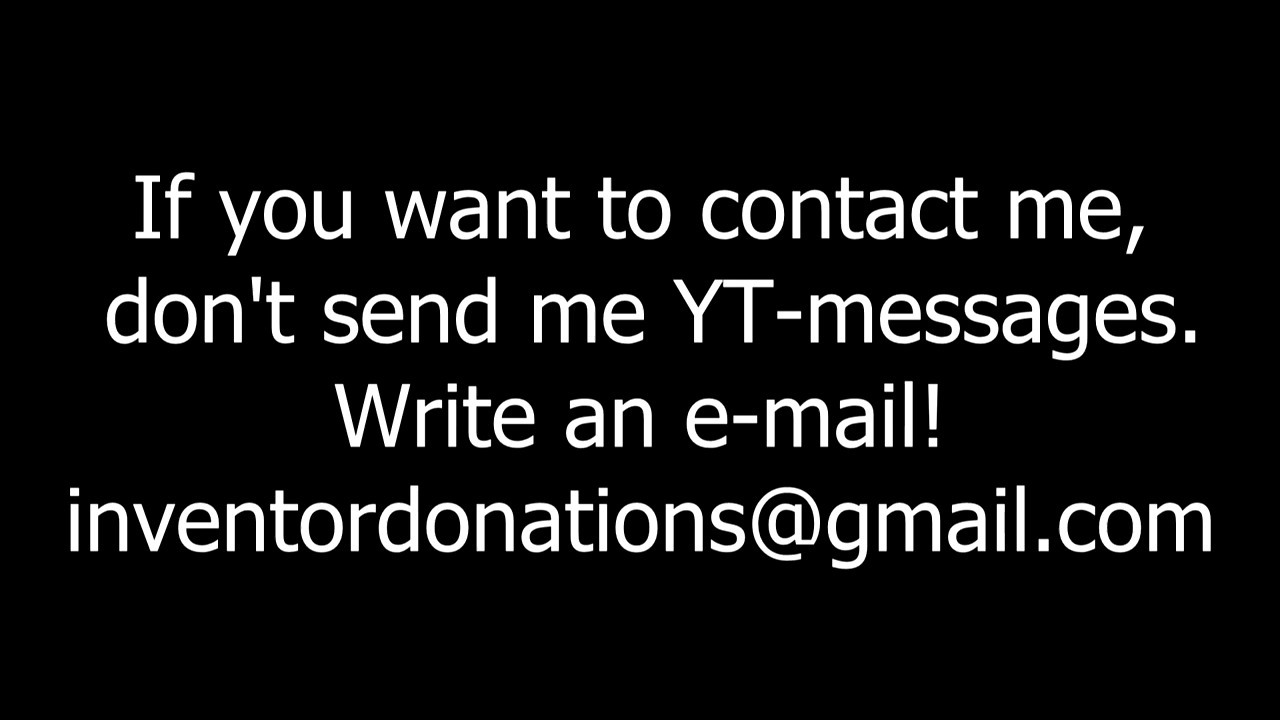 If you want to contact me,
don't send me YT-messages.
Write an e-mail!
inventordonations@gmail.com